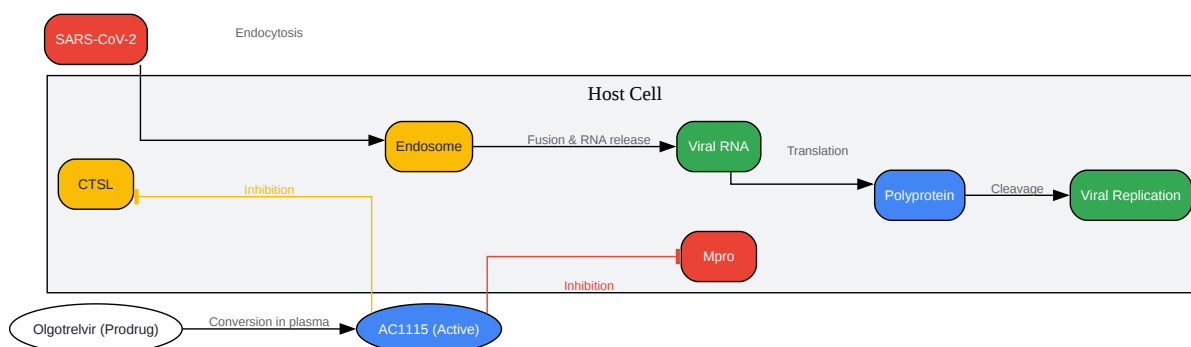 SARS-CoV-2
Endocytosis
Host Cell
Endosome
Fusion & RNA release
Viral RNA
Translation
CTSL
Inhibition
Polyprotein
Cleavage
Viral Replication
Mpro
Inhibition
Olgotrelvir (Prodrug)
Conversion in plasma
AC1115 (Active)